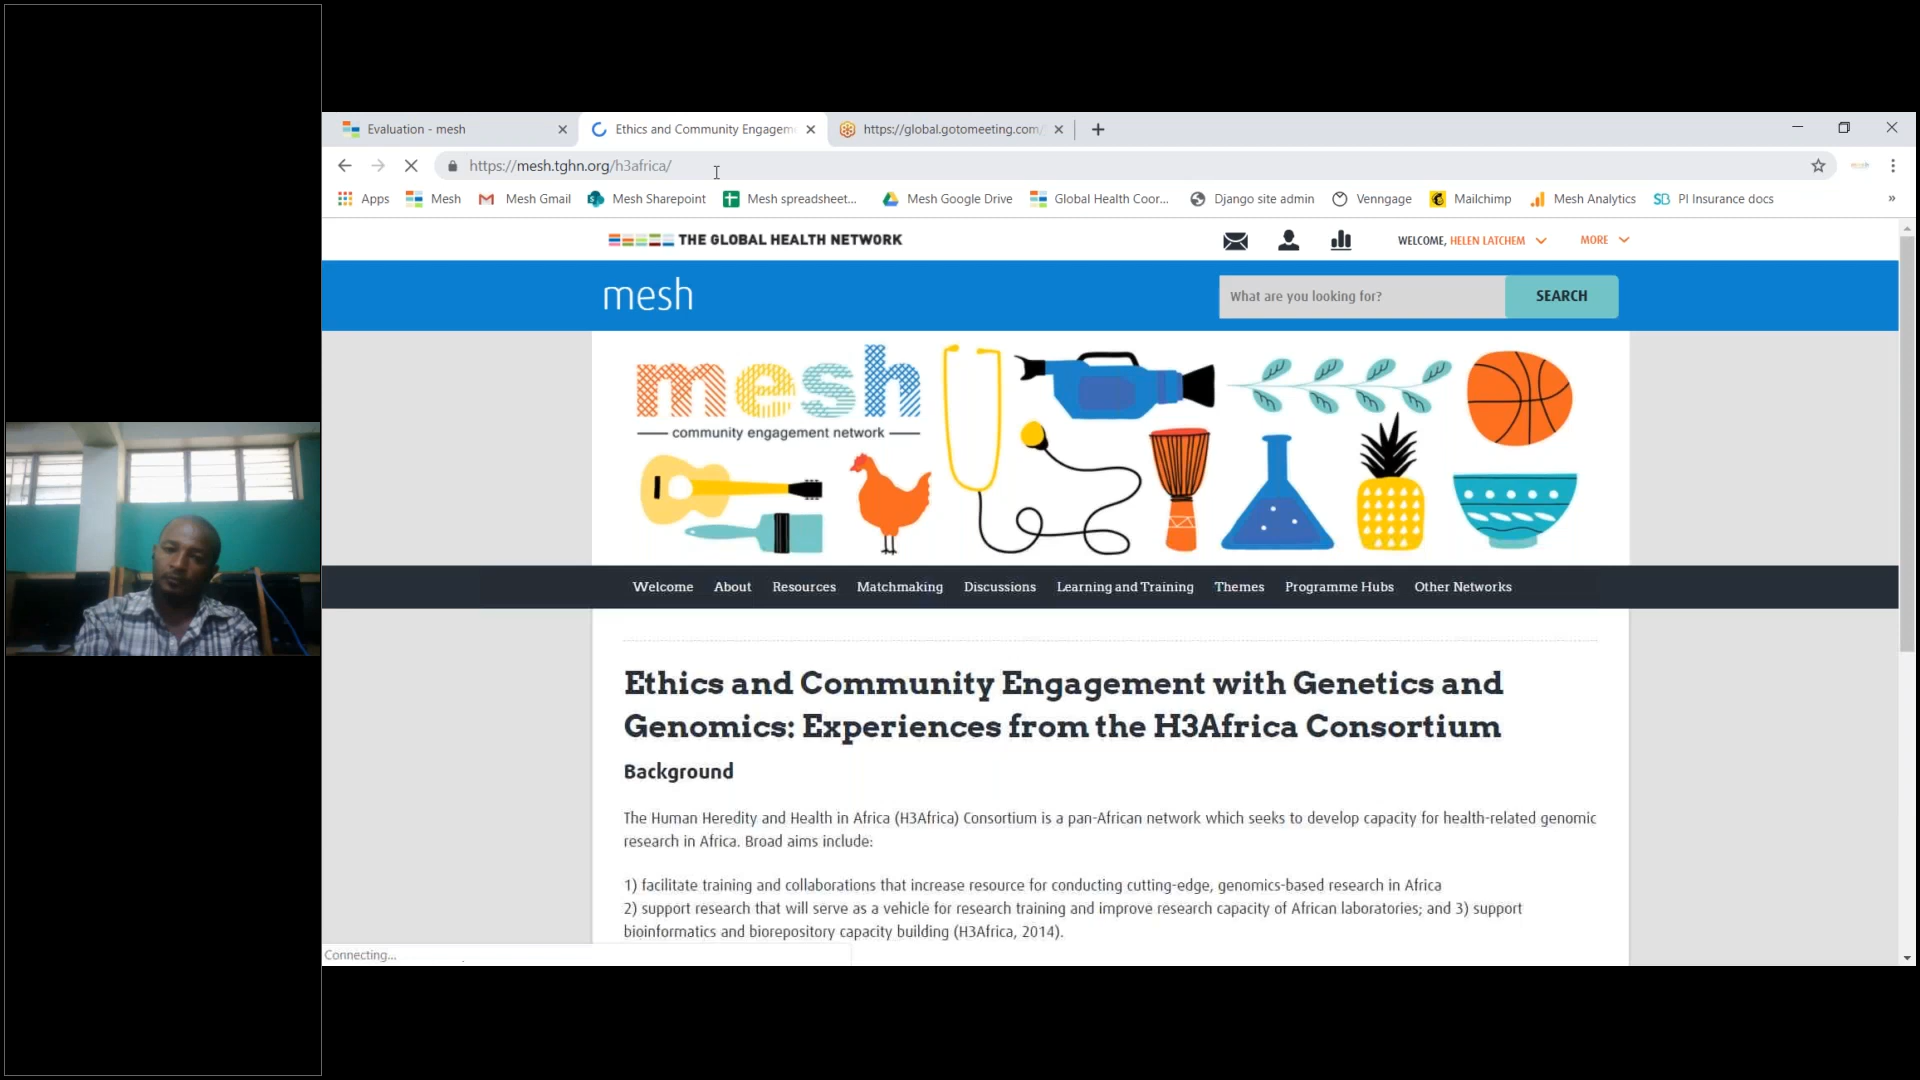 Evaluation - mesh
Ethics and Community Engagem
https://global.gotomeeting.com/
https://mesh.tghn.org/h3africa/
Apps Mesh Mesh Gmail Mesh Sharepoint Mesh spreadsheet... Mesh Google Drive Global Health Coor... Django site admin Venngage Mailchimp Mesh Analytics SB PI Insurance docs »
THE GLOBAL HEALTH NETWORK
WELCOME, HELEN LATCHEM MORE
mesh
What are you looking for? SEARCH
mesh
community engagement network
Welcome About Resources Matchmaking Discussions Learning and Training Themes Programme Hubs Other Networks
Ethics and Community Engagement with Genetics and
Genomics: Experiences from the H3Africa Consortium
Background
The Human Heredity and Health in Africa (H3Africa) Consortium is a pan-African network which seeks to develop capacity for health-related genomic
research in Africa. Broad aims include:
1) facilitate training and collaborations that increase resource for conducting cutting-edge, genomics-based research in Africa
2) support research that will serve as a vehicle for research training and improve research capacity of African laboratories; and 3) support
bioinformatics and biorepository capacity building (H3Africa, 2014).
Connecting...